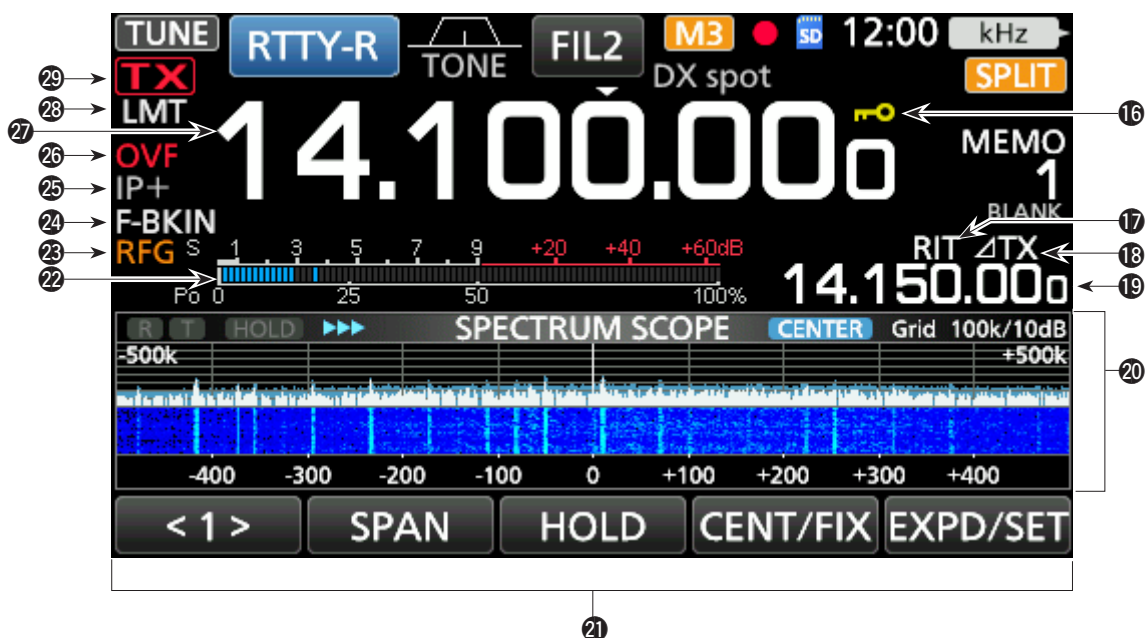 TUNE RTTY-R TONE FIL2 M3 SD 12:00 kHz
㉙ TX DX spot SPLIT
㉘ LMT
㉗ 14.100.000 ⑯
㉖ OVF MEMO
㉕ IP+ 1
㉔ F-BKIN BLANK ⑰
㉓ RFG S 1 3 5 7 9 +20 +40 +60dB RIT ⊿TX ⑱
㉒ 14.150.000 ⑲
Po 0 25 50 100%
R T HOLD SPECTRUM SCOPE CENTER Grid 100k/10dB
-500k +500k
⑳
-400 -300 -200 -100 0 +100 +200 +300 +400
< 1 > SPAN HOLD CENT/FIX EXPD/SET
㉑